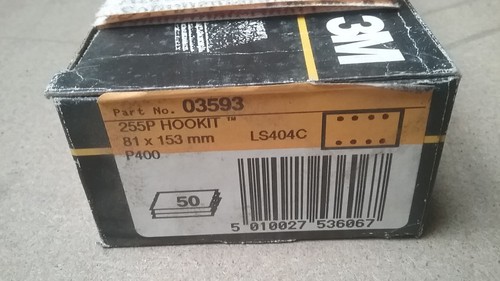 3M
Part No. 03593
255P HOOKIT™
81 x 153 mm LS404C
P400
50
5 010027 536067